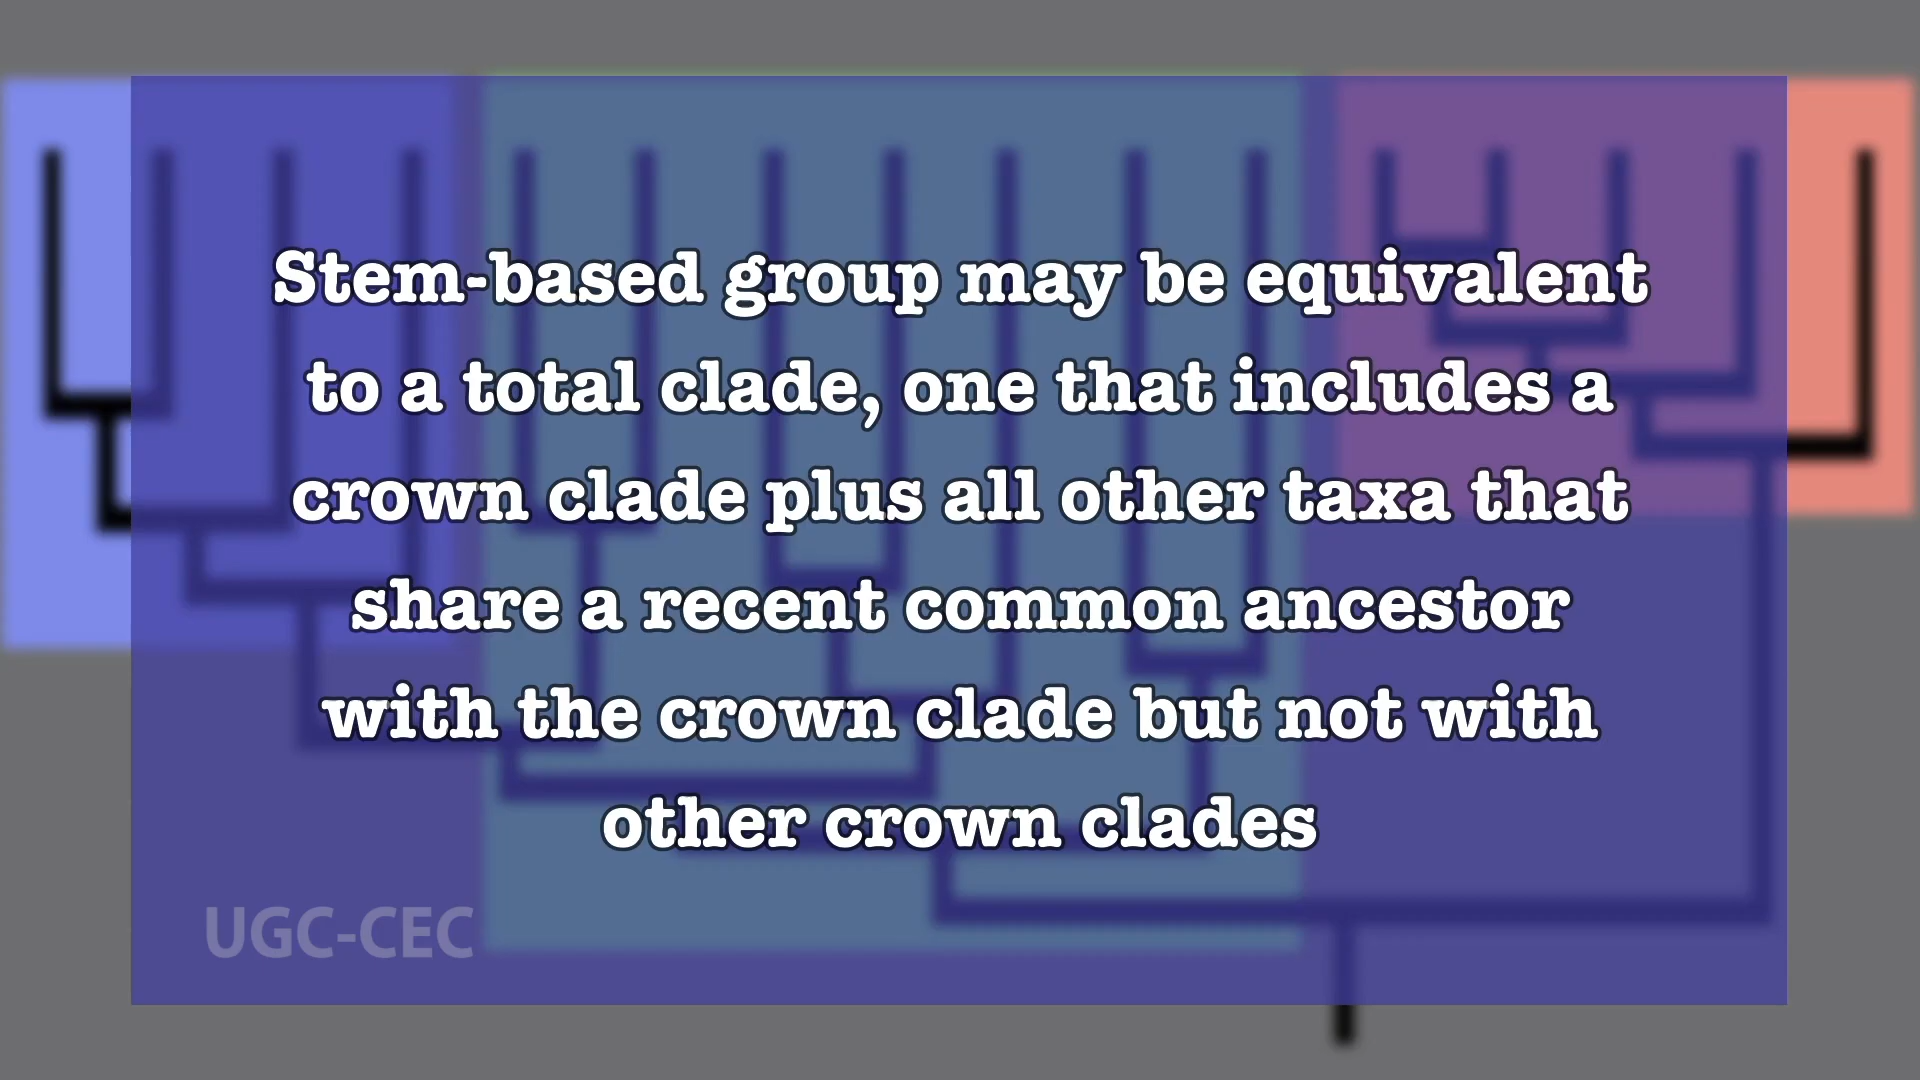 Stem-based group may be equivalent
to a total clade, one that includes a
crown clade plus all other taxa that
share a recent common ancestor
with the crown clade but not with
other crown clades
UGC-CEC